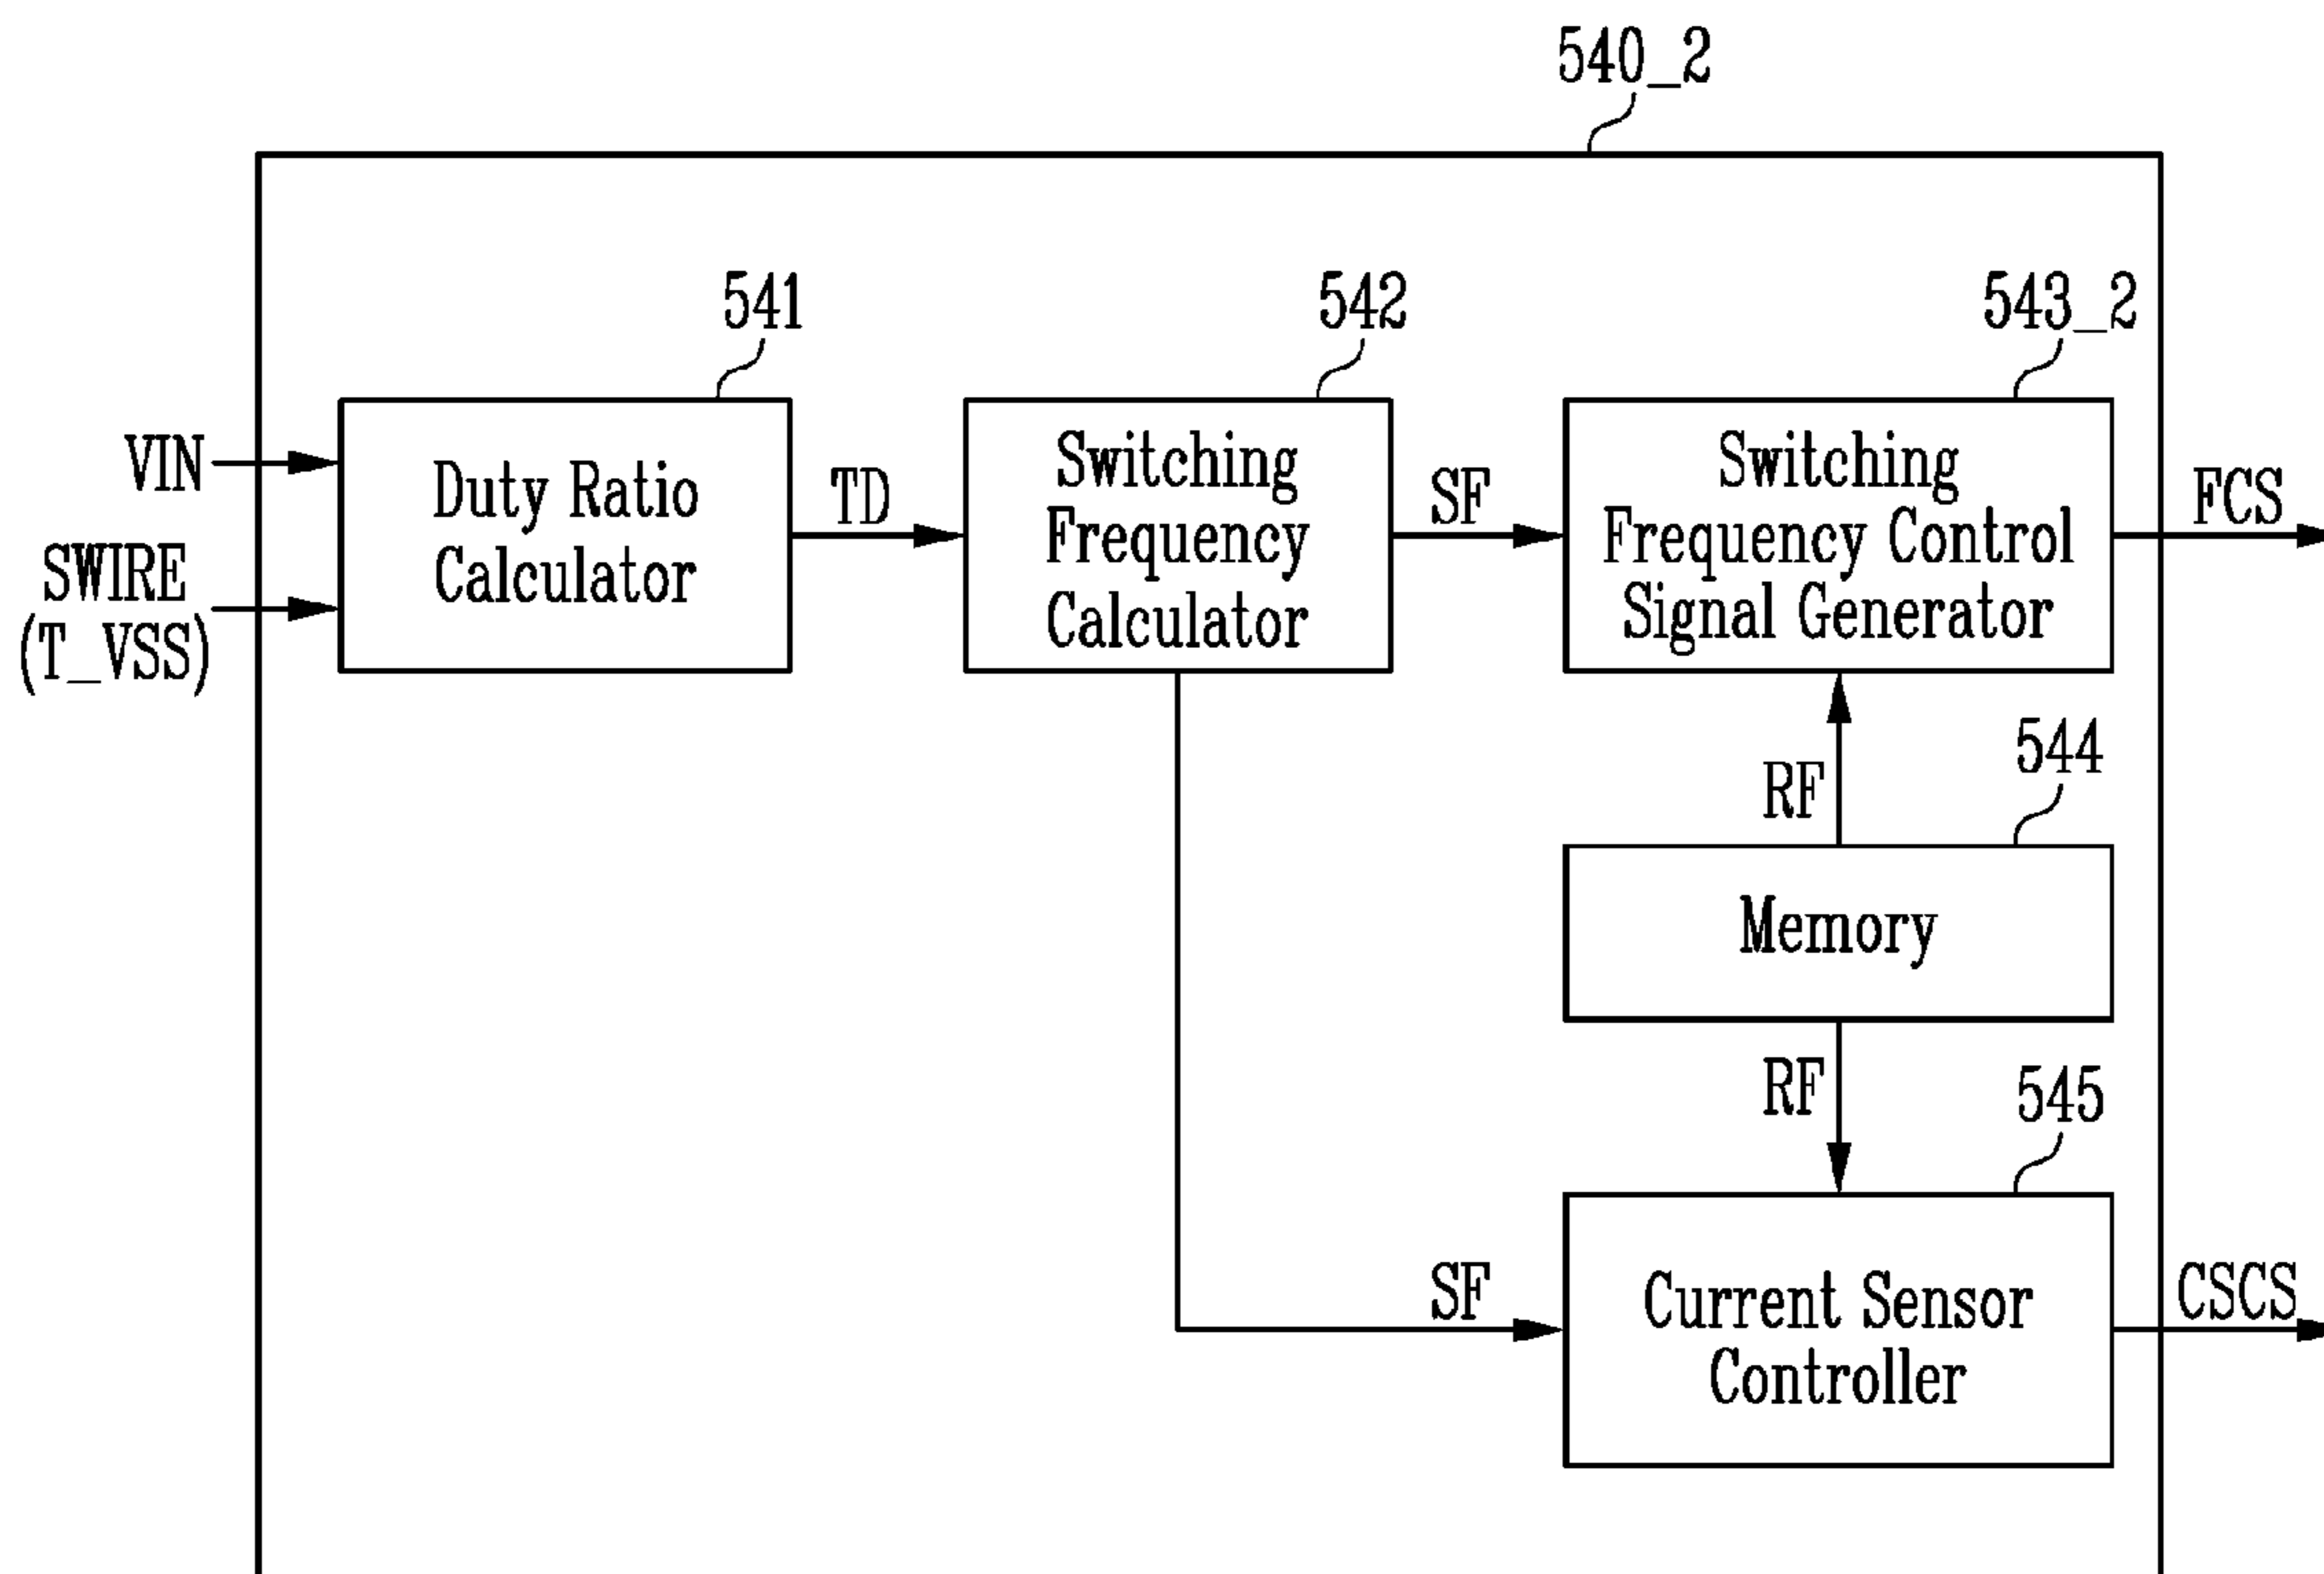 540_2
541
542
543_2
VIN
SWIRE
(T_VSS)
Duty Ratio
Calculator
TD
Switching
Frequency
Calculator
SF
Switching
Frequency Control
Signal Generator
FCS
RF
544
Memory
RF
545
SF
Current Sensor
Controller
CSCS